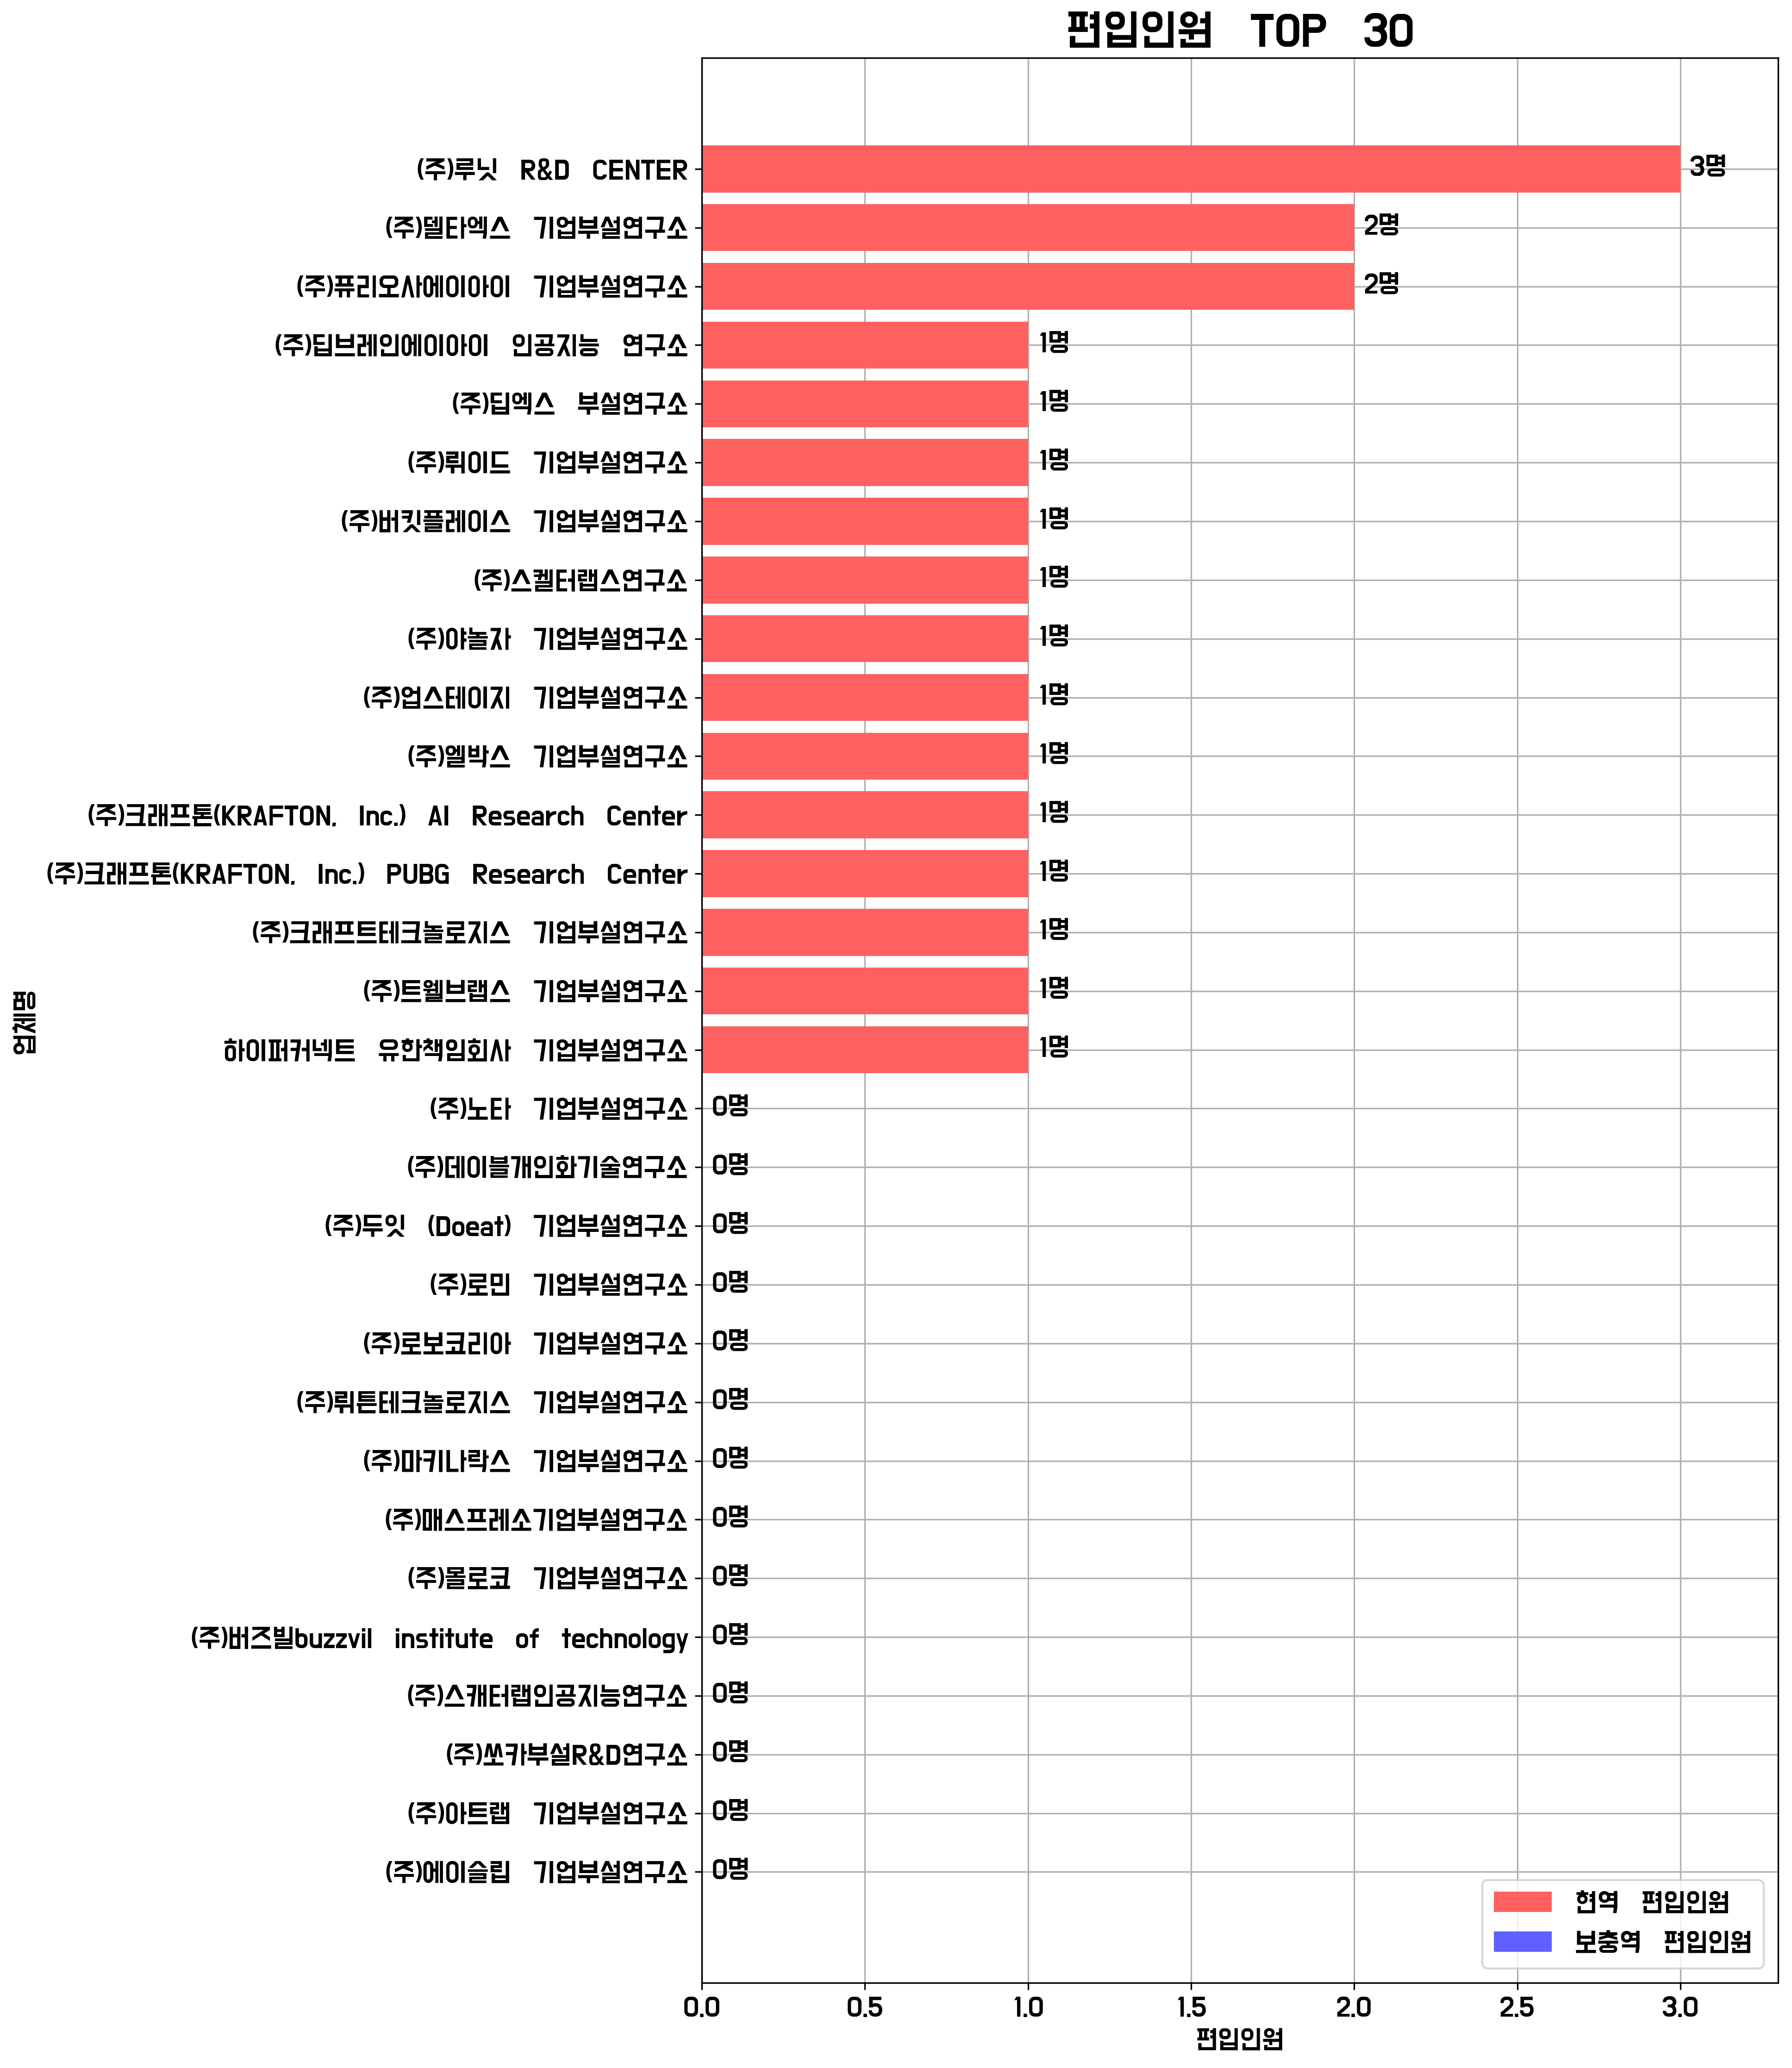 편입인원 TOP 30
(주)루닛 R&D CENTER 3명
(주)델타엑스 기업부설연구소 2명
(주)퓨리오사에이아이 기업부설연구소 2명
(주)딥브레인에이아이 인공지능 연구소 1명
(주)딥엑스 부설연구소 1명
(주)뤼이드 기업부설연구소 1명
(주)버킷플레이스 기업부설연구소 1명
(주)스켈터랩스연구소 1명
(주)야놀자 기업부설연구소 1명
(주)업스테이지 기업부설연구소 1명
(주)엘박스 기업부설연구소 1명
(주)크래프톤(KRAFTON, Inc.) AI Research Center 1명
(주)크래프톤(KRAFTON, Inc.) PUBG Research Center 1명
(주)크래프트테크놀로지스 기업부설연구소 1명
(주)트웰브랩스 기업부설연구소 1명
하이퍼커넥트 유한책임회사 기업부설연구소 1명
(주)노타 기업부설연구소 0명
(주)데이블개인화기술연구소 0명
(주)두잇 (Doeat) 기업부설연구소 0명
(주)로민 기업부설연구소 0명
(주)로보코리아 기업부설연구소 0명
(주)뤼튼테크놀로지스 기업부설연구소 0명
(주)마키나락스 기업부설연구소 0명
(주)매스프레소기업부설연구소 0명
(주)몰로코 기업부설연구소 0명
(주)버즈빌buzzvil institute of technology 0명
(주)스캐터랩인공지능연구소 0명
(주)쏘카부설R&D연구소 0명
(주)아트랩 기업부설연구소 0명
(주)에이슬립 기업부설연구소 0명
업체명
현역 편입인원
보충역 편입인원
0.0 0.5 1.0 1.5 2.0 2.5 3.0
편입인원